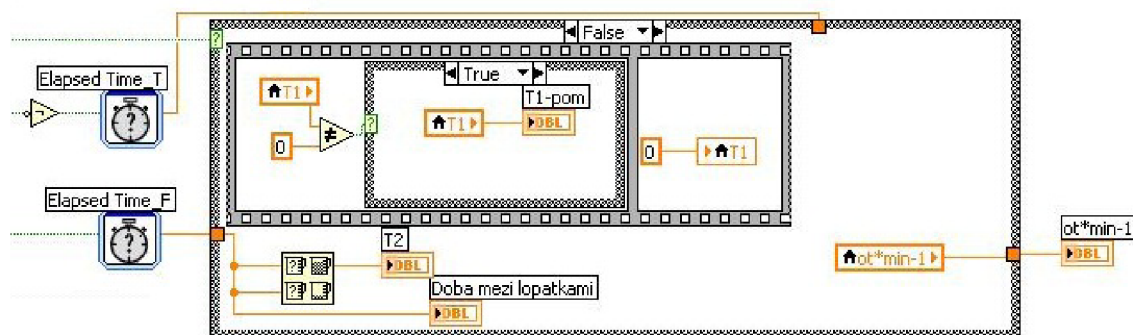 False
Elapsed Time_T
True
T1-pom
T1
T1
DBL
0
0
T1
Elapsed Time_F
T2
DBL
Doba mezi lopatkami
DBL
ot*min-1
ot*min-1
DBL